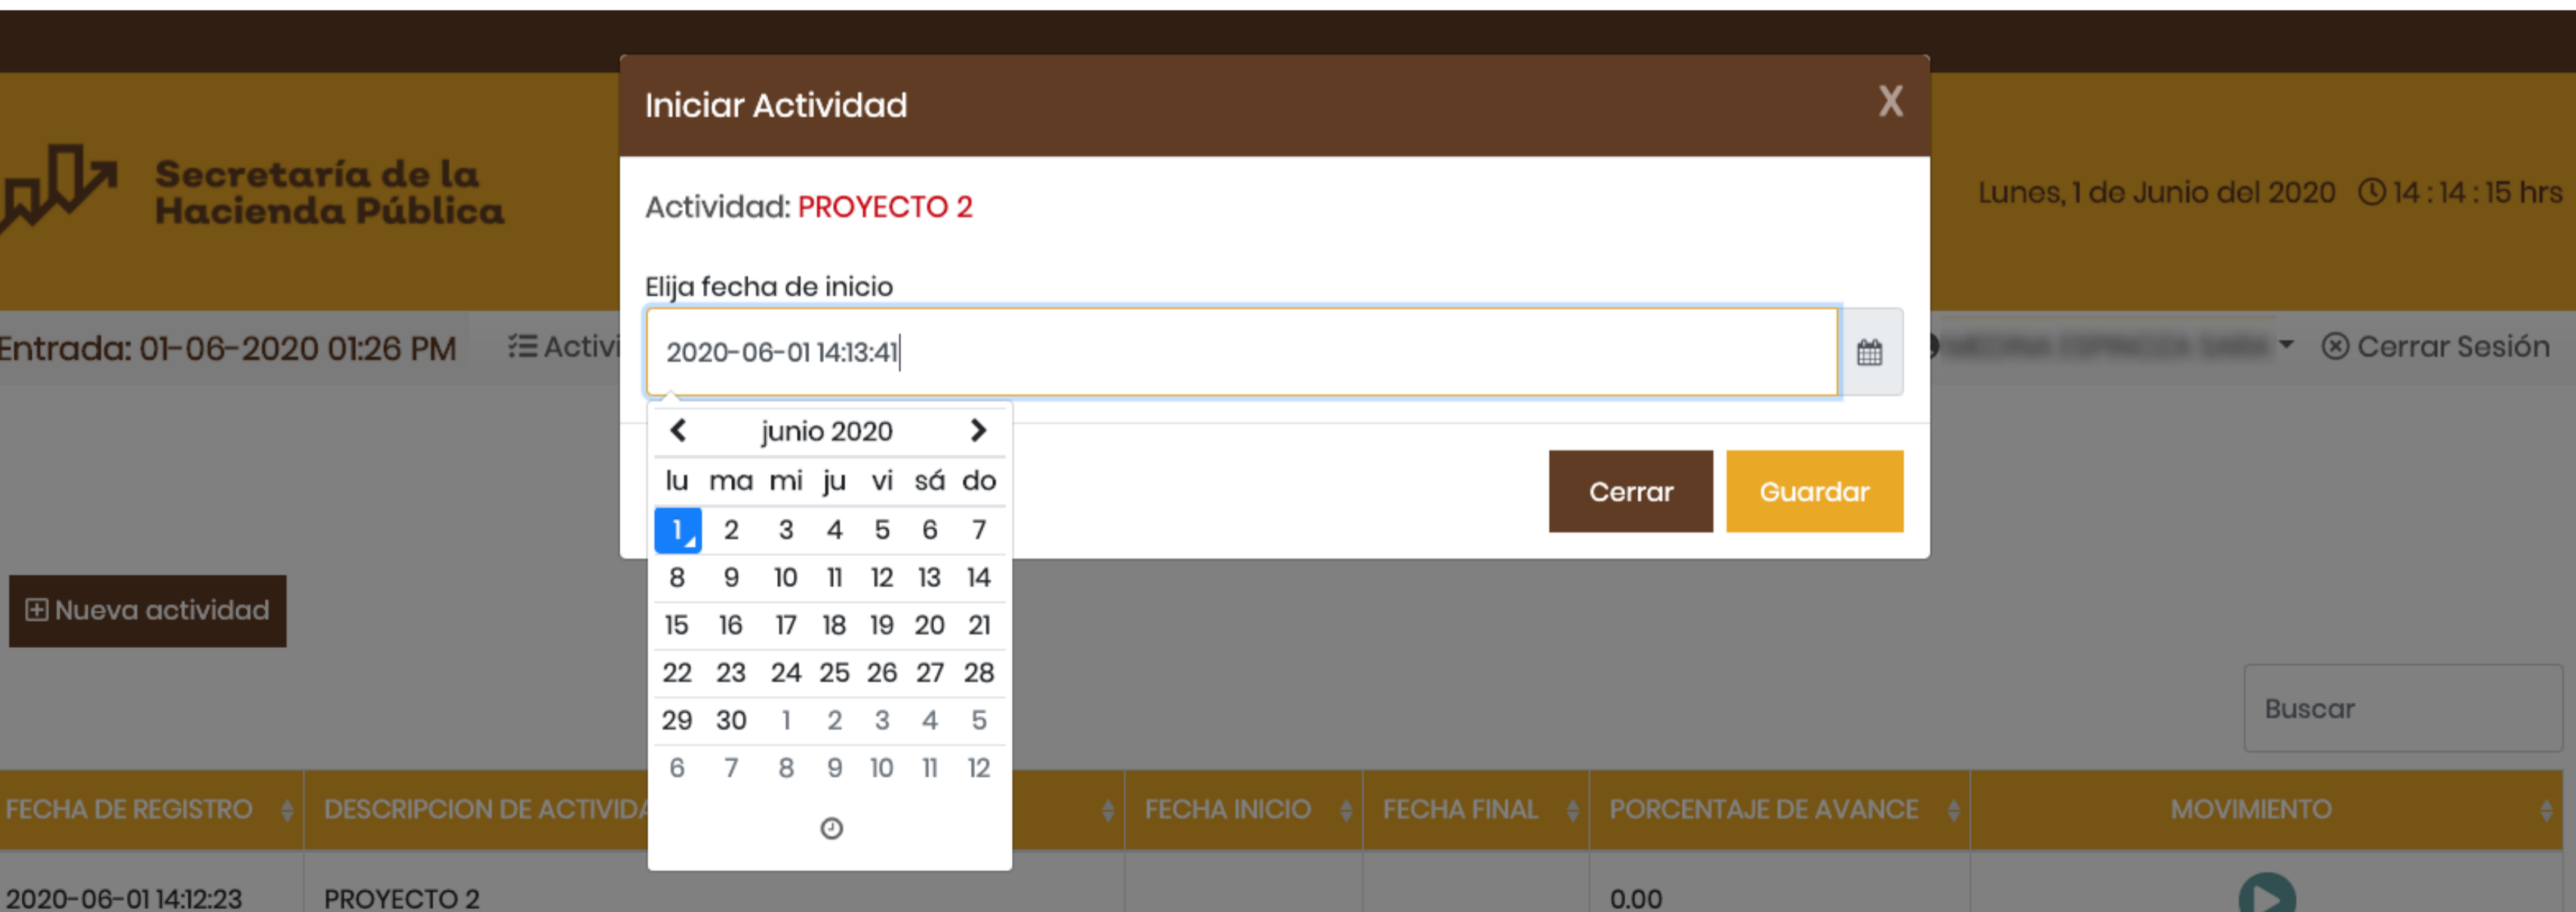 Iniciar Actividad X
Secretaría de la
Hacienda Pública
Actividad: PROYECTO 2
Lunes, 1 de Junio del 2020 14 : 14 : 15 hrs
Elija fecha de inicio
2020-06-01 14:13:41
Entrada: 01-06-2020 01:26 PM Activi
Cerrar Sesión
junio 2020
lu ma mi ju vi sá do
1 2 3 4 5 6 7
8 9 10 11 12 13 14
15 16 17 18 19 20 21
22 23 24 25 26 27 28
29 30 1 2 3 4 5
6 7 8 9 10 11 12
Cerrar Guardar
Nueva actividad
Buscar
FECHA DE REGISTRO DESCRIPCION DE ACTIVIDA FECHA INICIO FECHA FINAL PORCENTAJE DE AVANCE MOVIMIENTO
2020-06-01 14:12:23 PROYECTO 2 0.00